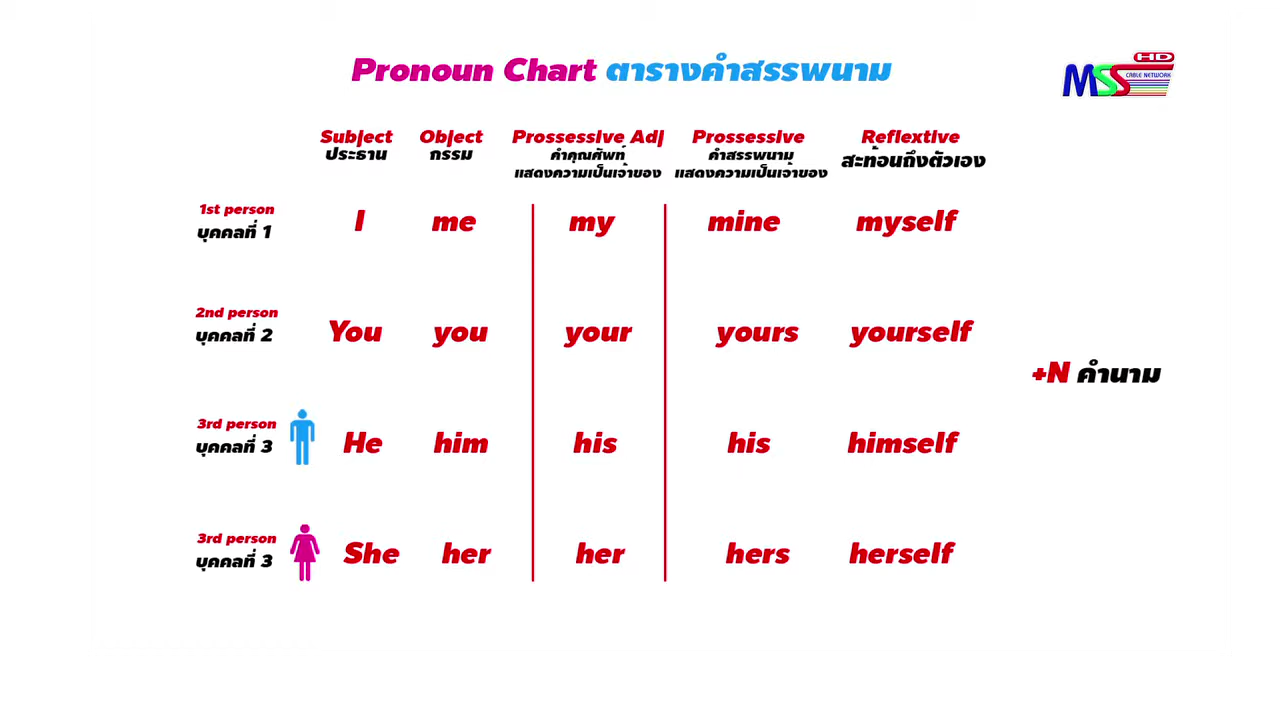 Pronoun Chart ตารางคำสรรพนาม
MSS HD
CABLE NETWORK
Subject Object Prossessive Adj Prossessive Reflextive
ประธาน กรรม คำคุณศัพท์ คำสรรพนาม สะท้อนถึงตัวเอง
แสดงความเป็นเจ้าของ แสดงความเป็นเจ้าของ
1st person
บุคคลที่ 1
I me my mine myself
2nd person
บุคคลที่ 2
You you your yours yourself
+N คำนาม
3rd person
บุคคลที่ 3
He him his his himself
3rd person
บุคคลที่ 3
She her her hers herself